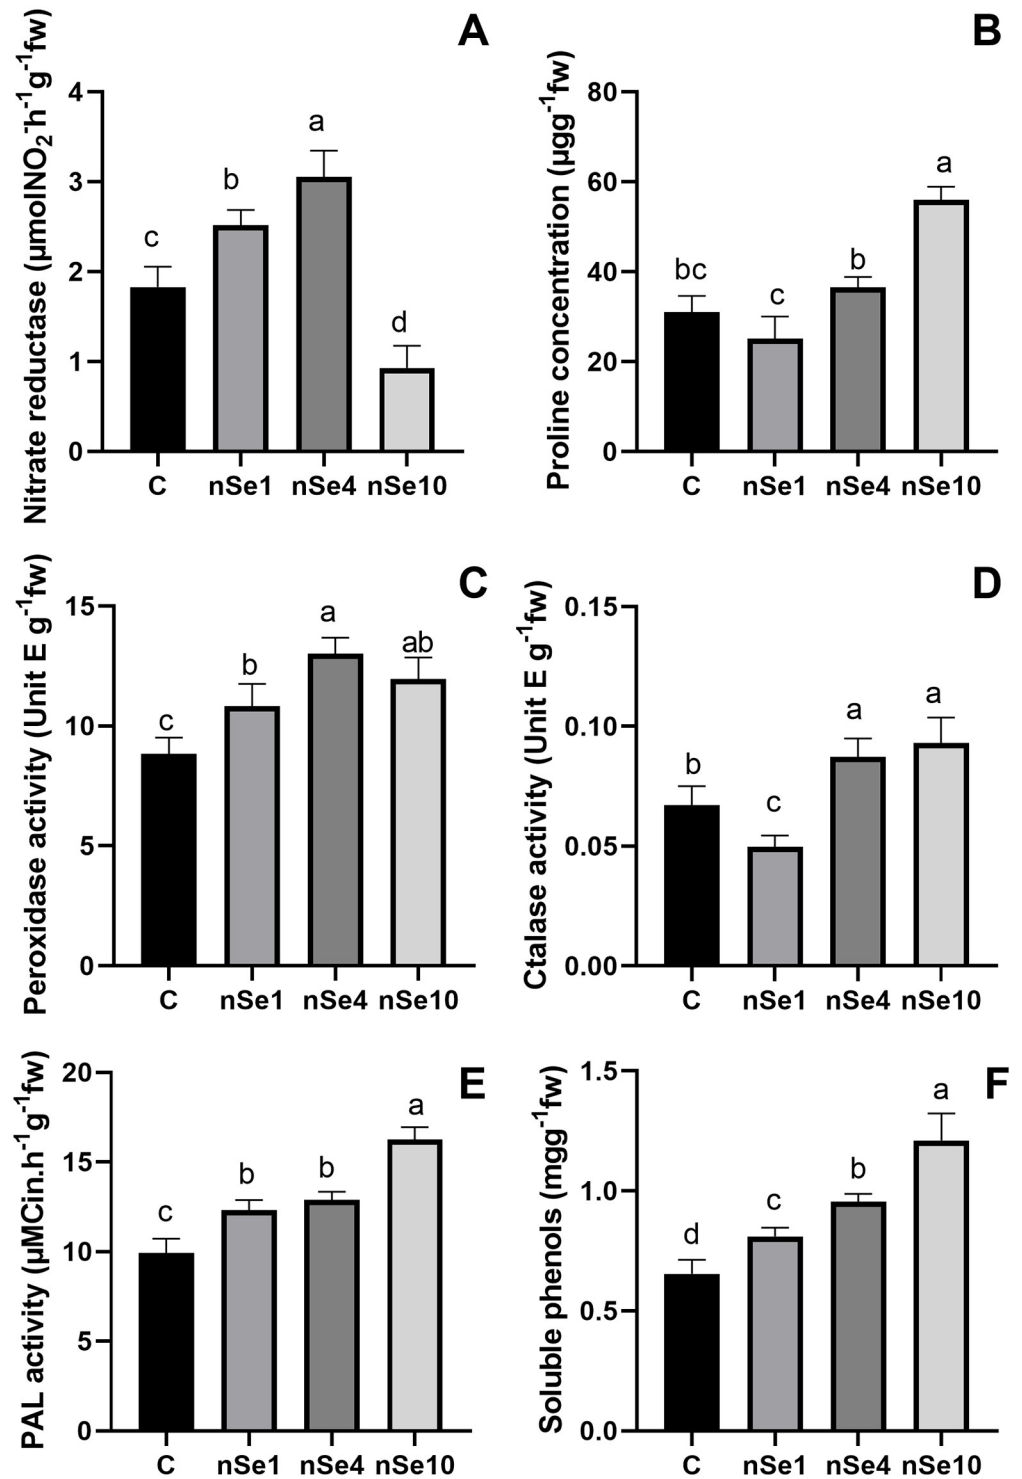 A
Nitrate reductase (µmolNO₂⁻h⁻¹g⁻¹fw)
4
3
2
1
0
c
b
a
d
C nSe1 nSe4 nSe10
B
Proline concentration (µgg⁻¹fw)
80
60
40
20
0
bc
c
b
a
C nSe1 nSe4 nSe10
C
Peroxidase activity (Unit E g⁻¹fw)
15
10
5
0
c
b
a
ab
C nSe1 nSe4 nSe10
D
Ctalase activity (Unit E g⁻¹fw)
0.15
0.10
0.05
0.00
b
c
a
a
C nSe1 nSe4 nSe10
E
PAL activity (µMCin.h⁻¹g⁻¹fw)
20
15
10
5
0
c
b
b
a
C nSe1 nSe4 nSe10
F
Soluble phenols (mgg⁻¹fw)
1.5
1.0
0.5
0.0
d
c
b
a
C nSe1 nSe4 nSe10